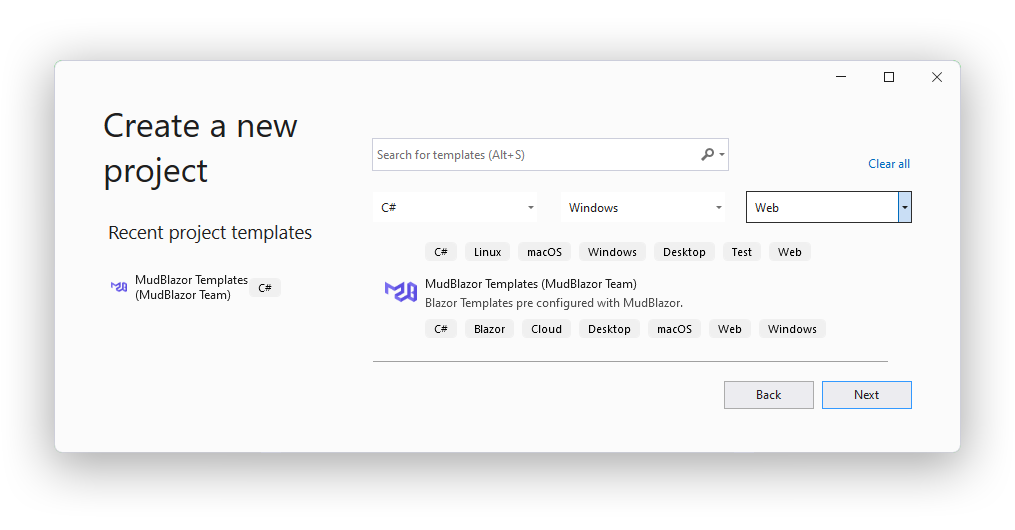 Create a new
project
Search for templates (Alt+S)
Clear all
C# Windows Web
Recent project templates
MudBlazor Templates
(MudBlazor Team) C#
C# Linux macOS Windows Desktop Test Web
MudBlazor Templates (MudBlazor Team)
Blazor Templates pre configured with MudBlazor.
C# Blazor Cloud Desktop macOS Web Windows
Back Next